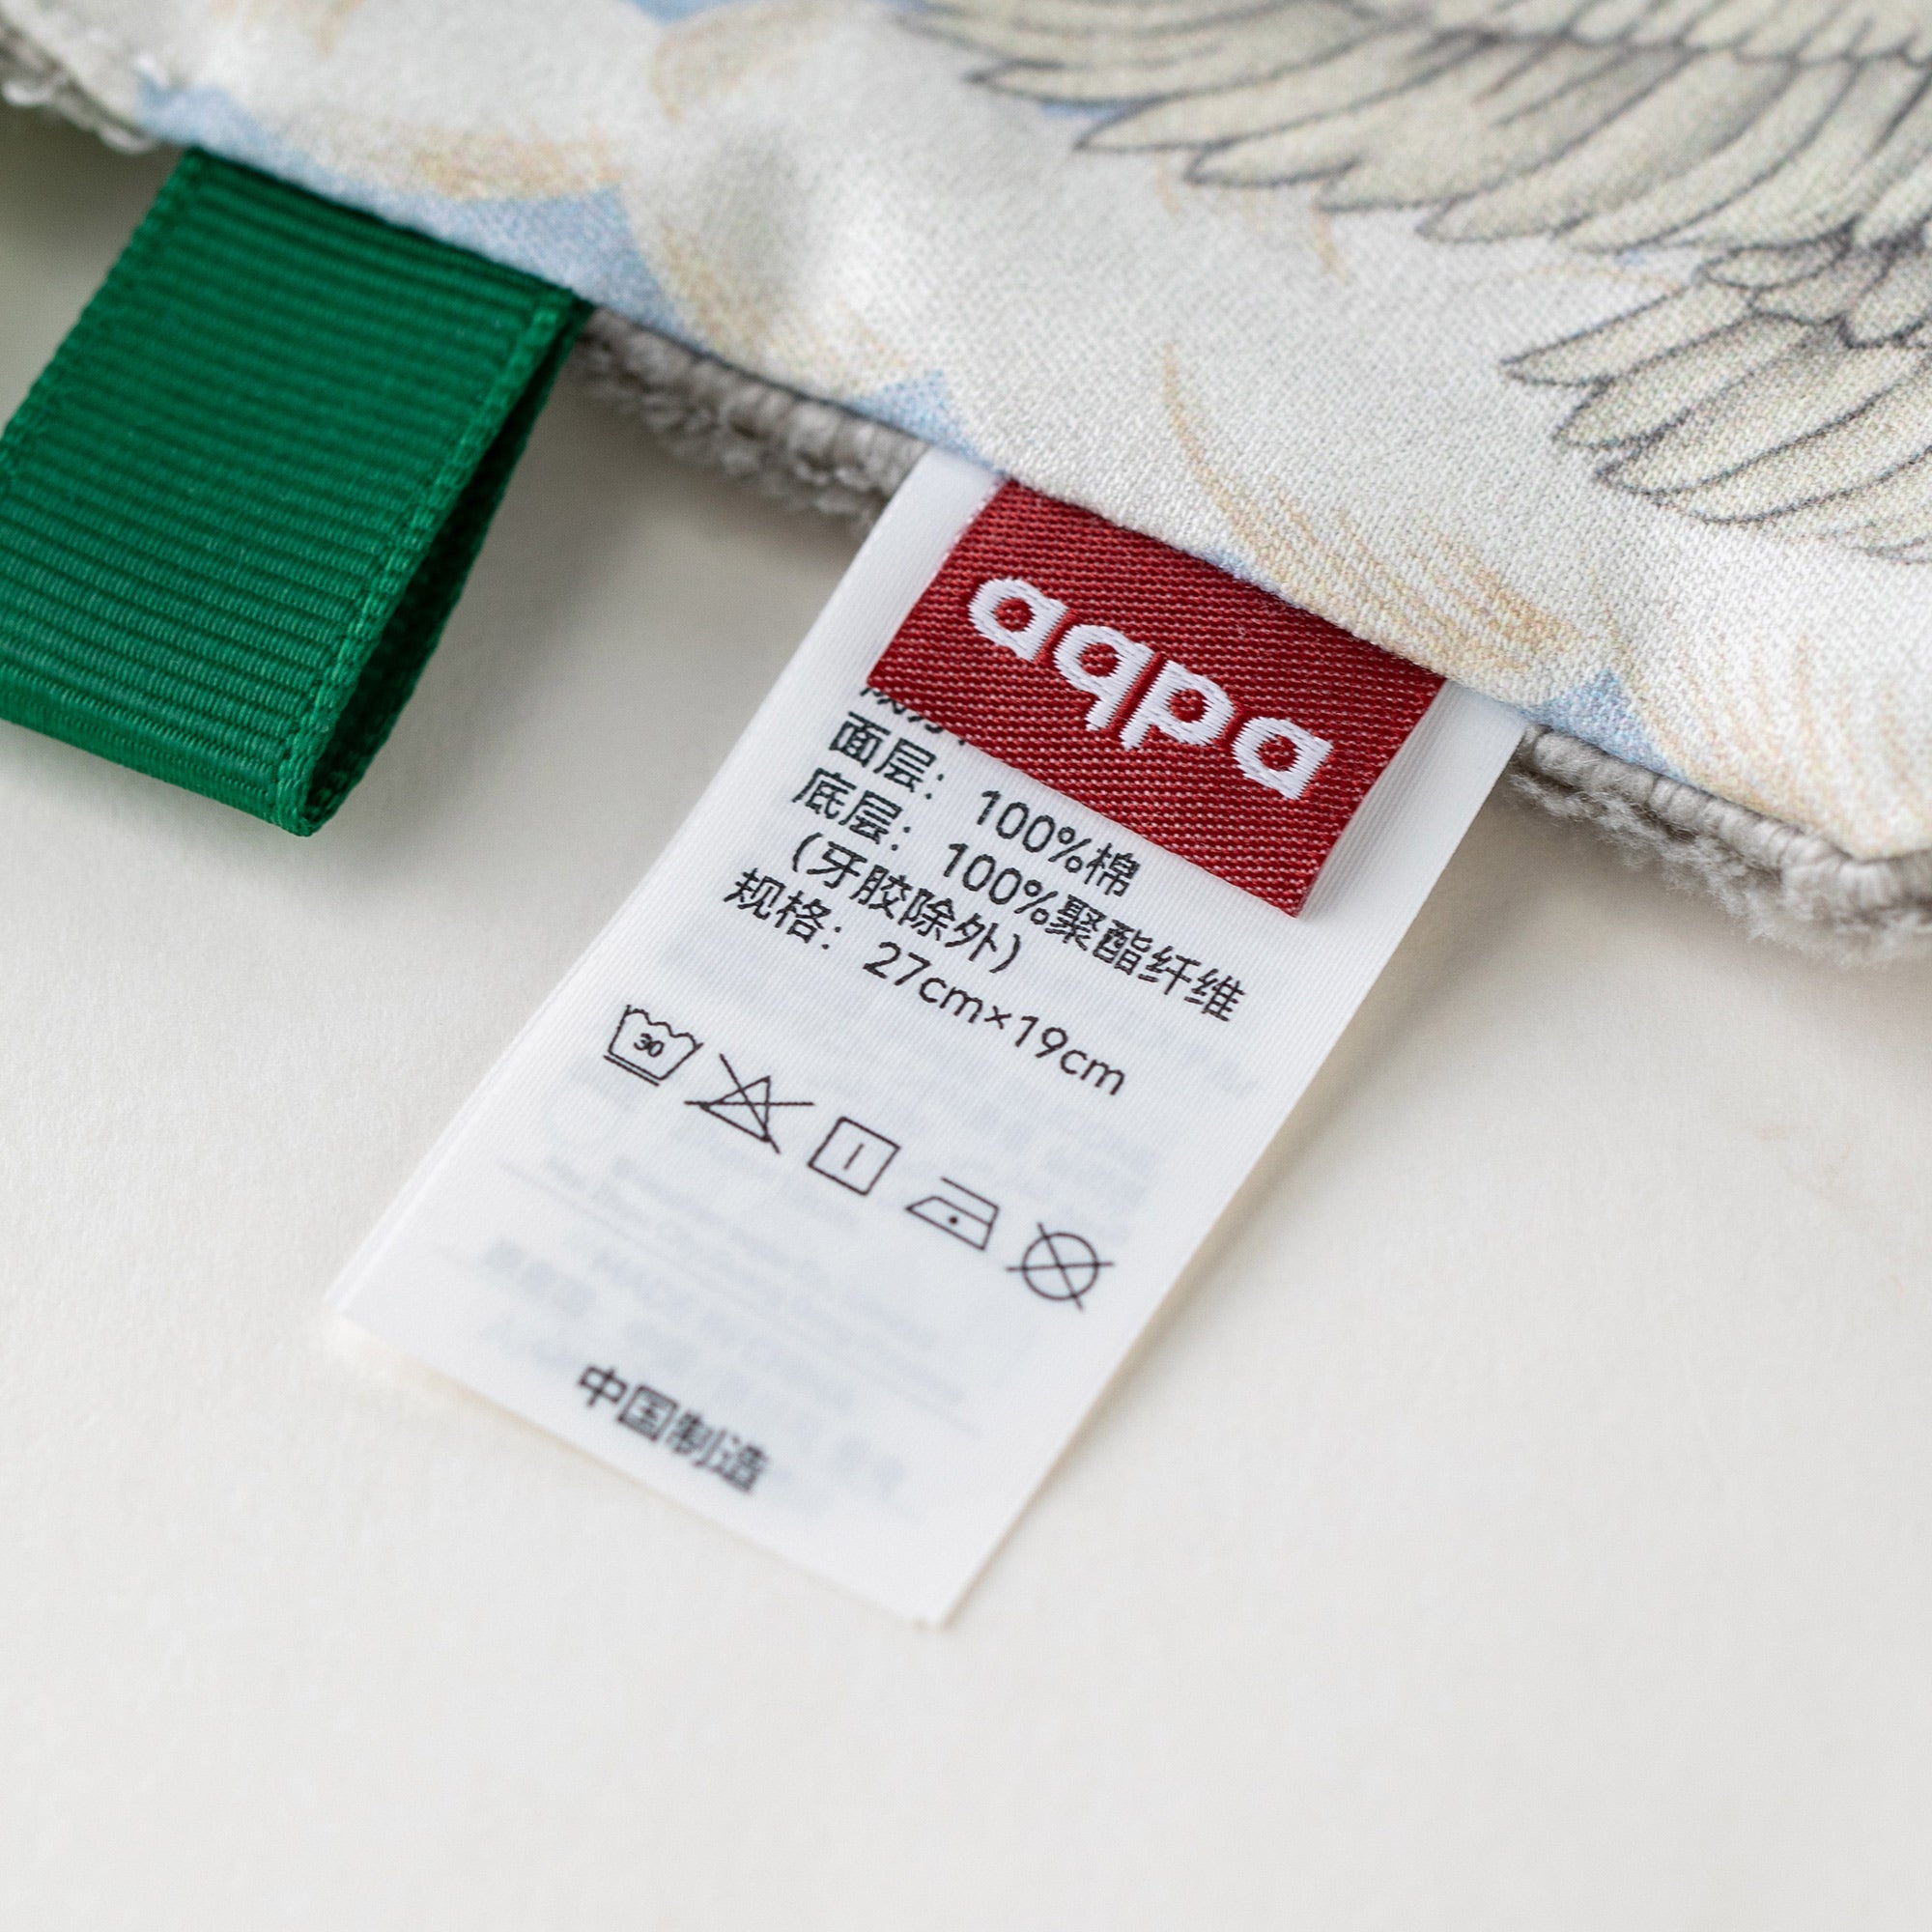 aqpa
面层：100%棉
底层：100%聚酯纤维
（牙胶除外）
规格：27cm×19cm
30
中国制造